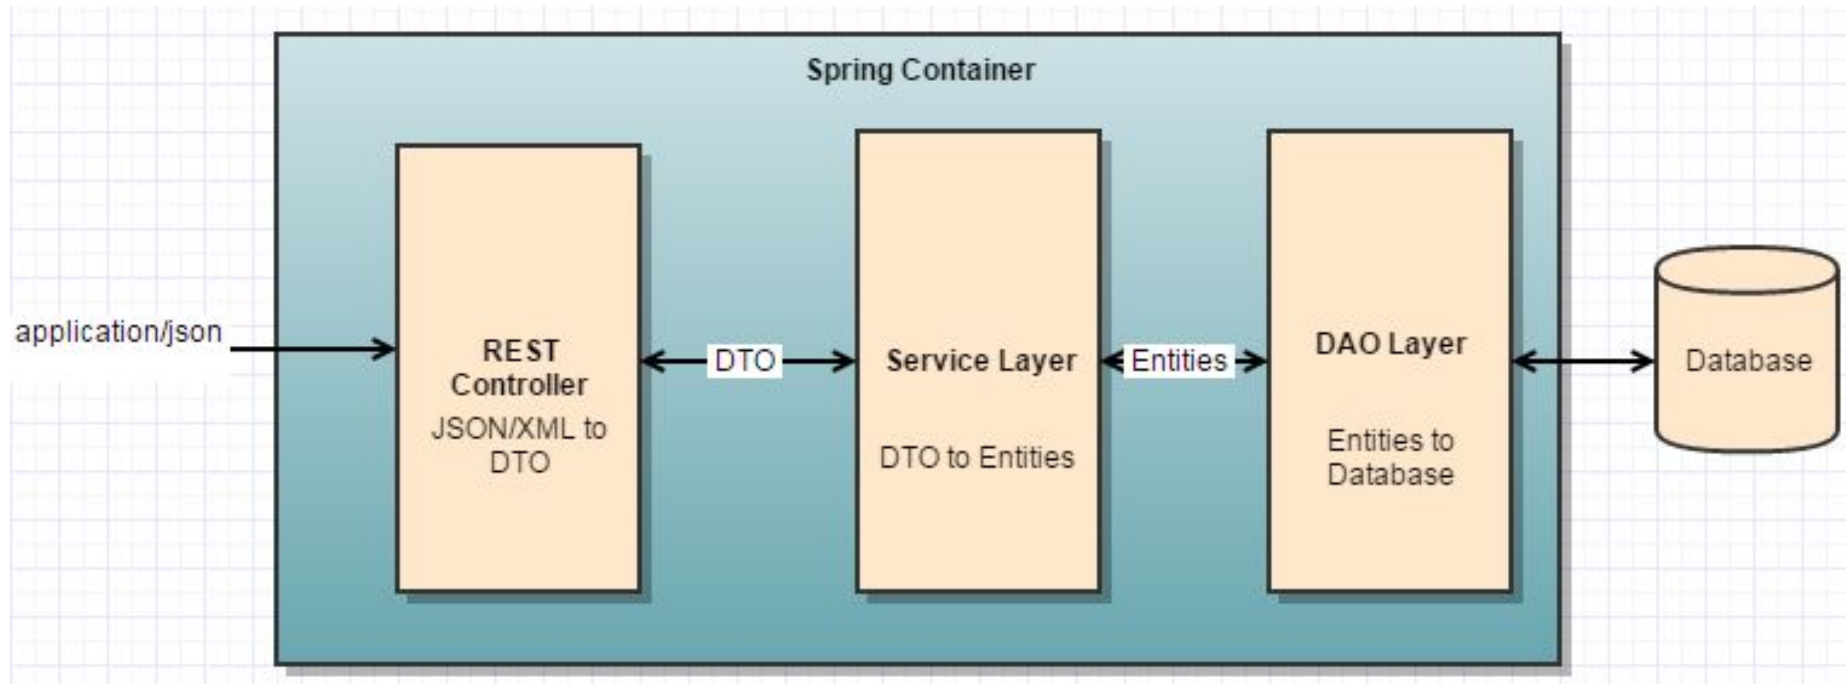 Spring Container
application/json
REST
Controller
JSON/XML to
DTO
DTO
Service Layer
DTO to Entities
Entities
DAO Layer
Entities to
Database
Database